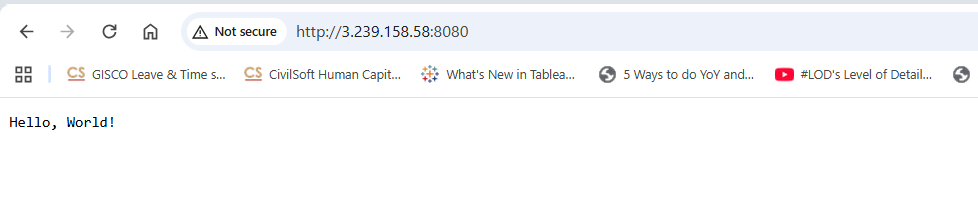 Not secure http://3.239.158.58:8080
CS GISCO Leave & Time s... CS CivilSoft Human Capit... What's New in Tablea... 5 Ways to do YoY and... #LOD's Level of Detail...
Hello, World!